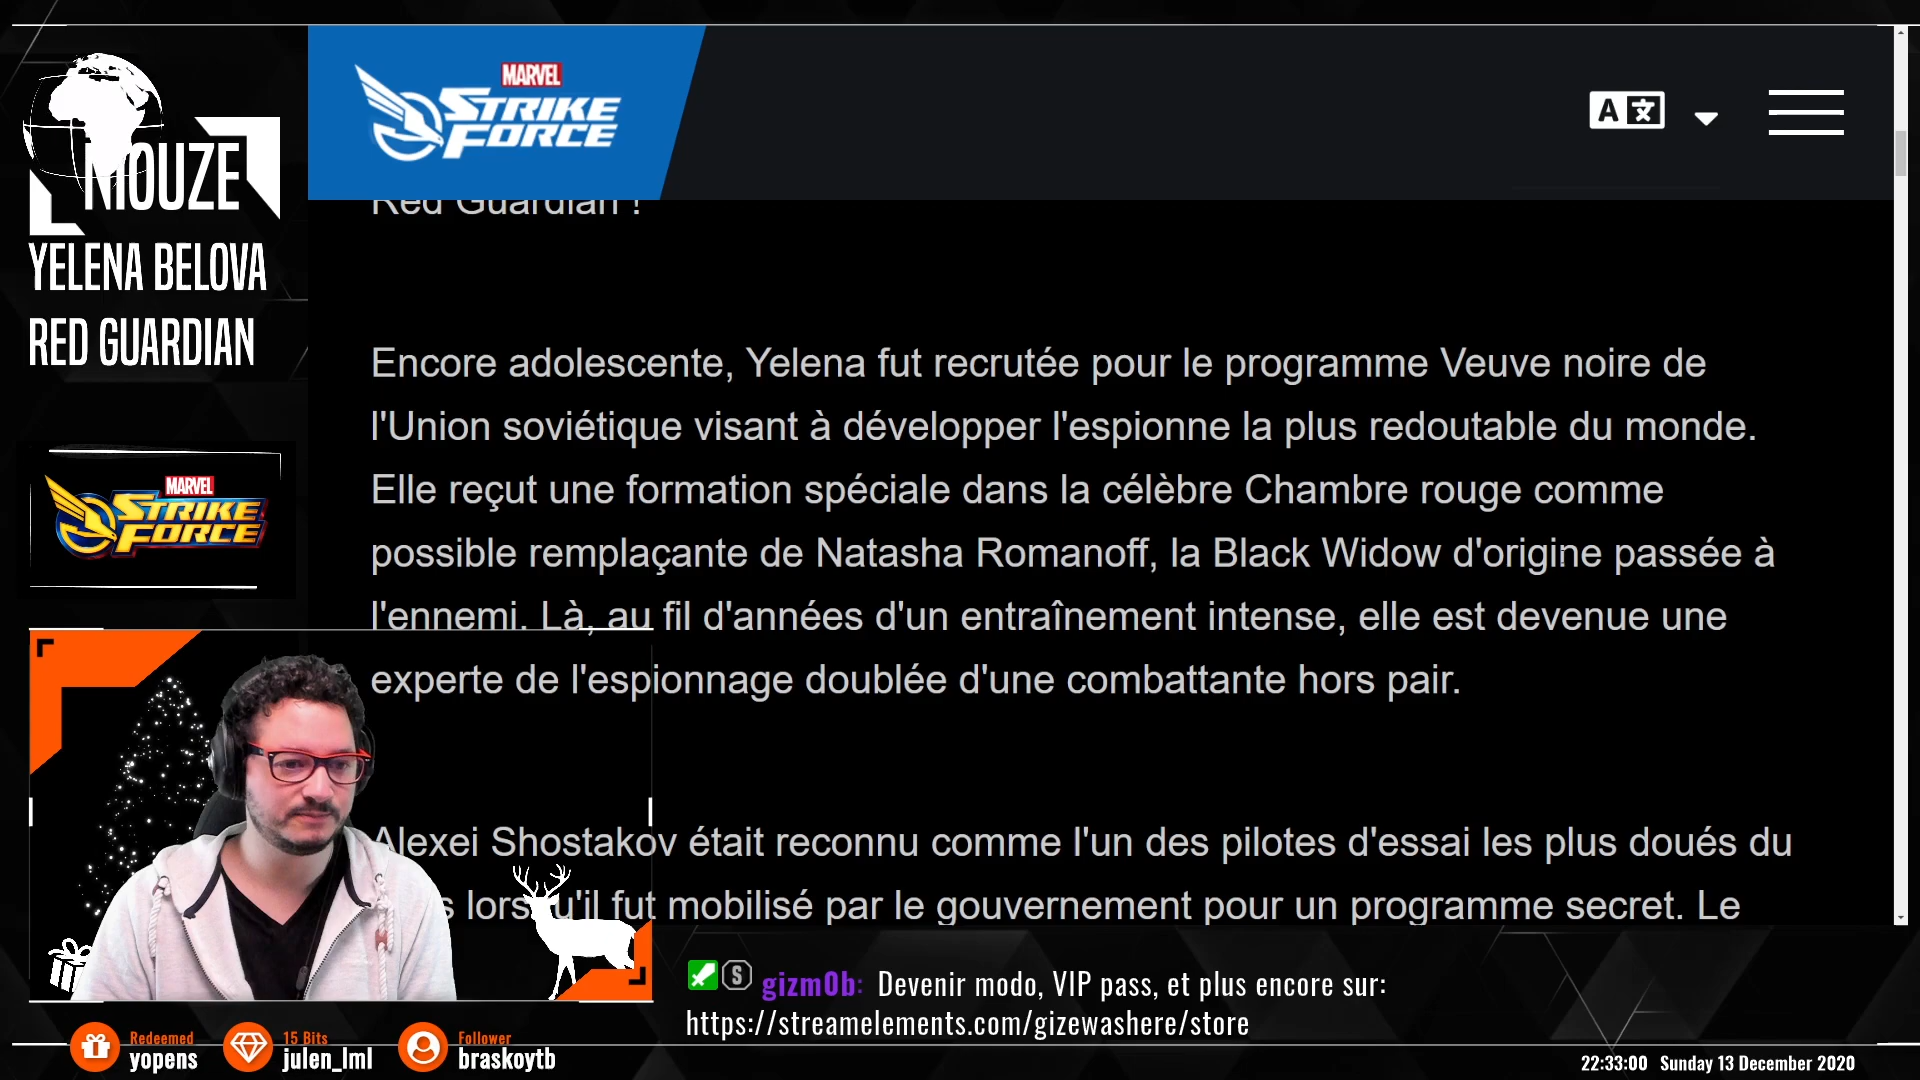 NIOUZE
YELENA BELOVA
RED GUARDIAN
MARVEL
STRIKE
FORCE
MARVEL
STRIKE
FORCE
A文
Red Guardian !
Encore adolescente, Yelena fut recrutée pour le programme Veuve noire de
l'Union soviétique visant à développer l'espionne la plus redoutable du monde.
Elle reçut une formation spéciale dans la célèbre Chambre rouge comme
possible remplaçante de Natasha Romanoff, la Black Widow d'origine passée à
l'ennemi. Là, au fil d'années d'un entraînement intense, elle est devenue une
experte de l'espionnage doublée d'une combattante hors pair.
Alexei Shostakov était reconnu comme l'un des pilotes d'essai les plus doués du
lorsqu'il fut mobilisé par le gouvernement pour un programme secret. Le
S gizm0b: Devenir modo, VIP pass, et plus encore sur:
https://streamelements.com/gizewashere/store
Redeemed
yopens
15 Bits
julen_lml
Follower
braskoytb
22:33:00 Sunday 13 December 2020